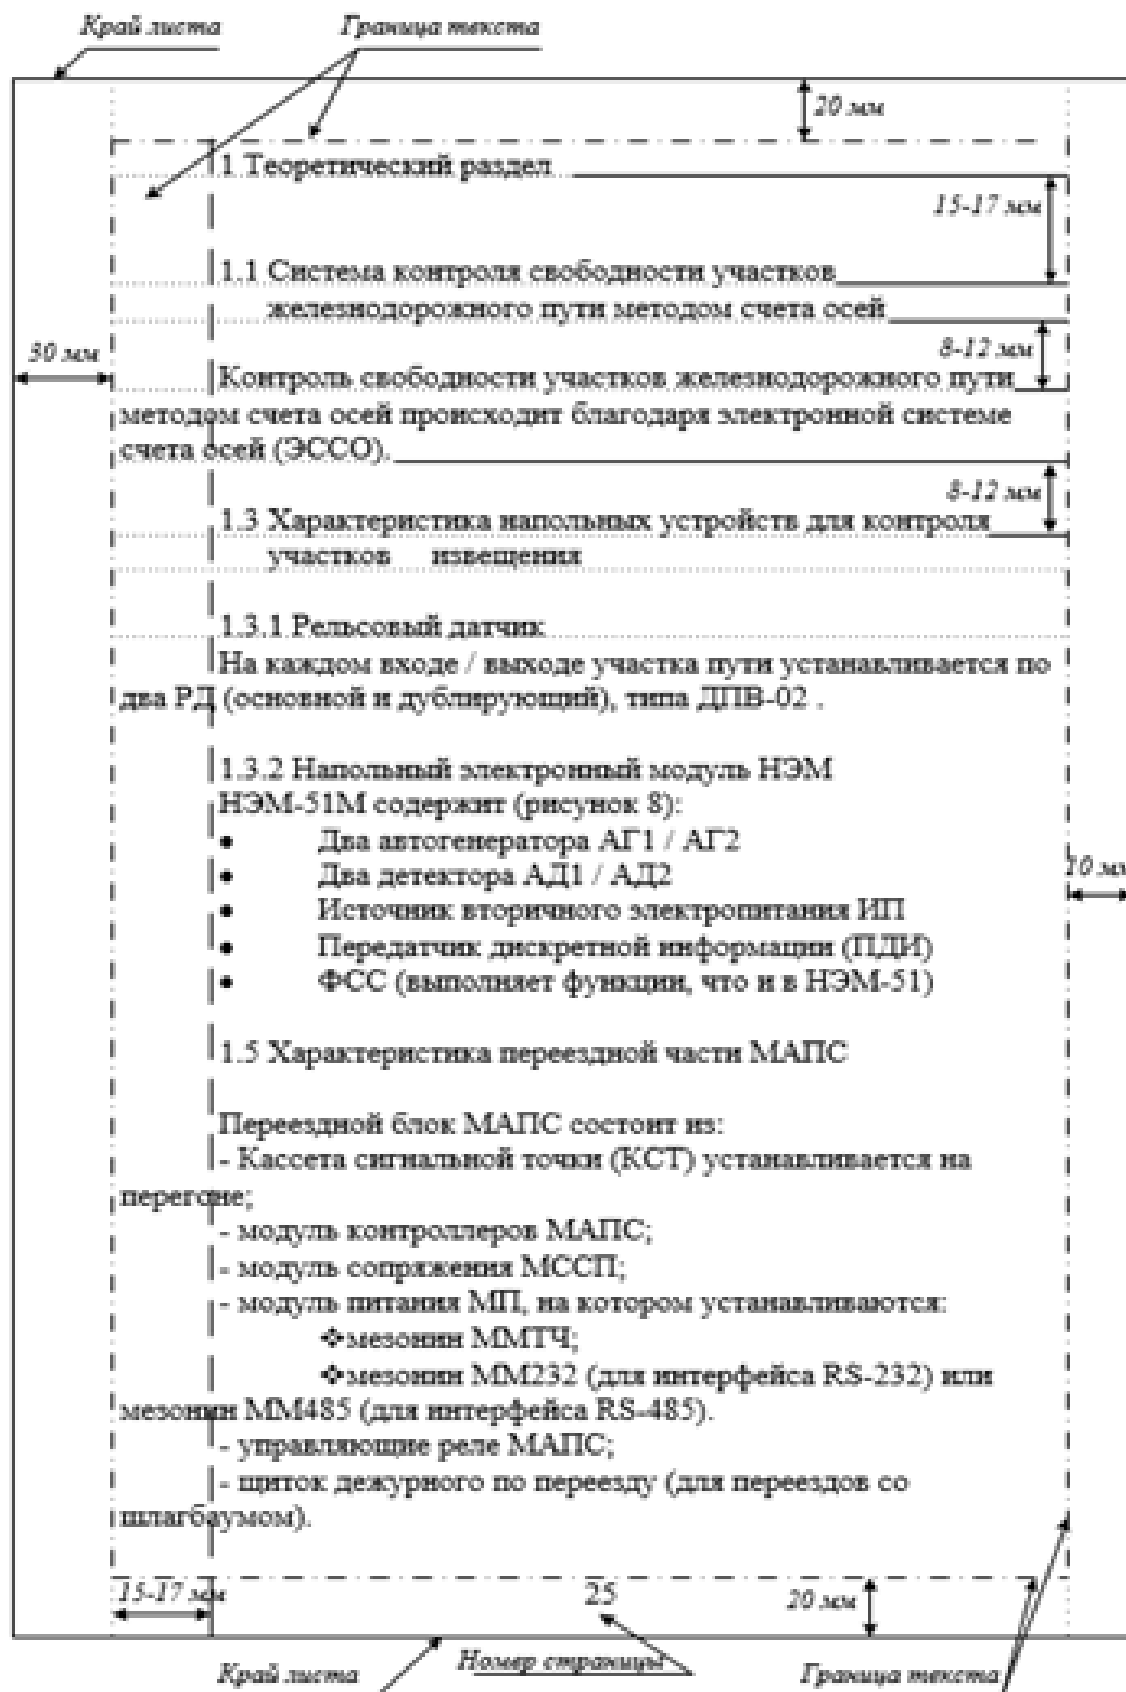 Край листа Граница текста
20 мм
1 Теоретический раздел
15-17 мм
1.1 Система контроля свободности участков
железнодорожного пути методом счета осей
30 мм
8-12 мм
Контроль свободности участков железнодорожного пути
методом счета осей происходит благодаря электронной системе
счета осей (ЭССО).
8-12 мм
1.3 Характеристика напольных устройств для контроля
участков извещения
1.3.1 Рельсовый датчик
На каждом входе / выходе участка пути устанавливается по
два РД (основной и дублирующий), типа ДПВ-02 .
1.3.2 Напольный электронный модуль НЭМ
НЭМ-51М содержит (рисунок 8):
• Два автогенератора АГ1 / АГ2
• Два детектора АД1 / АД2
10 мм
• Источник вторичного электропитания ИП
• Передатчик дискретной информации (ПДИ)
• ФСС (выполняет функции, что и в НЭМ-51)
1.5 Характеристика переездной части МАПС
Переездной блок МАПС состоит из:
- Кассета сигнальной точки (КСТ) устанавливается на
перегоне;
- модуль контроллеров МАПС;
- модуль сопряжения МССП;
- модуль питания МП, на котором устанавливаются:
❖мезонин ММТЧ;
❖мезонин ММ232 (для интерфейса RS-232) или
мезонин ММ485 (для интерфейса RS-485).
- управляющие реле МАПС;
- щиток дежурного по переезду (для переездов со
шлагбаумом).
15-17 мм 25 20 мм
Край листа Номер страницы Граница текста